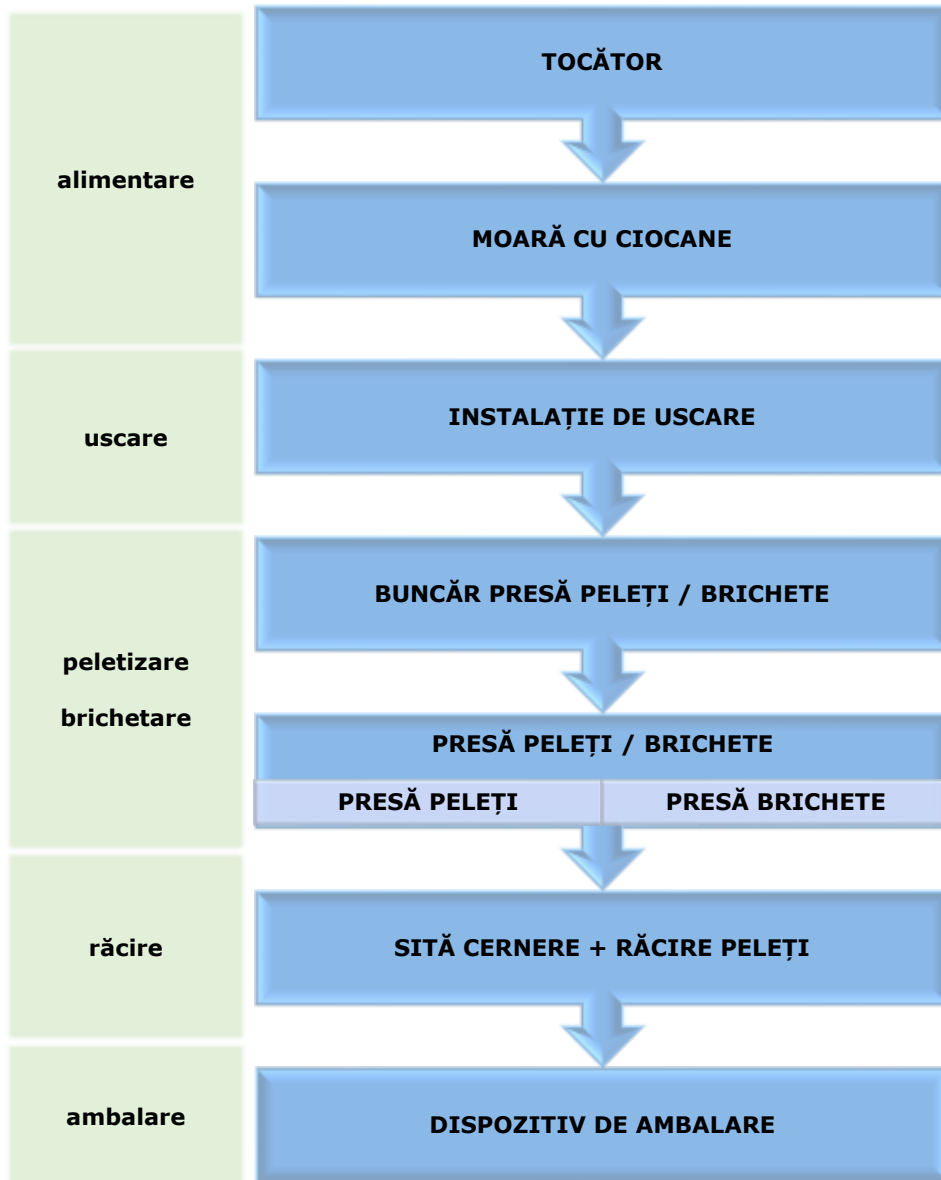 alimentare
TOCĂTOR
MOARĂ CU CIOCANE
uscare
INSTALAȚIE DE USCARE
peletizare
brichetare
BUNCĂR PRESĂ PELEȚI / BRICHETE
PRESĂ PELEȚI / BRICHETE
PRESĂ PELEȚI
PRESĂ BRICHETE
răcire
SITĂ CERNERE + RĂCIRE PELEȚI
ambalare
DISPOZITIV DE AMBALARE